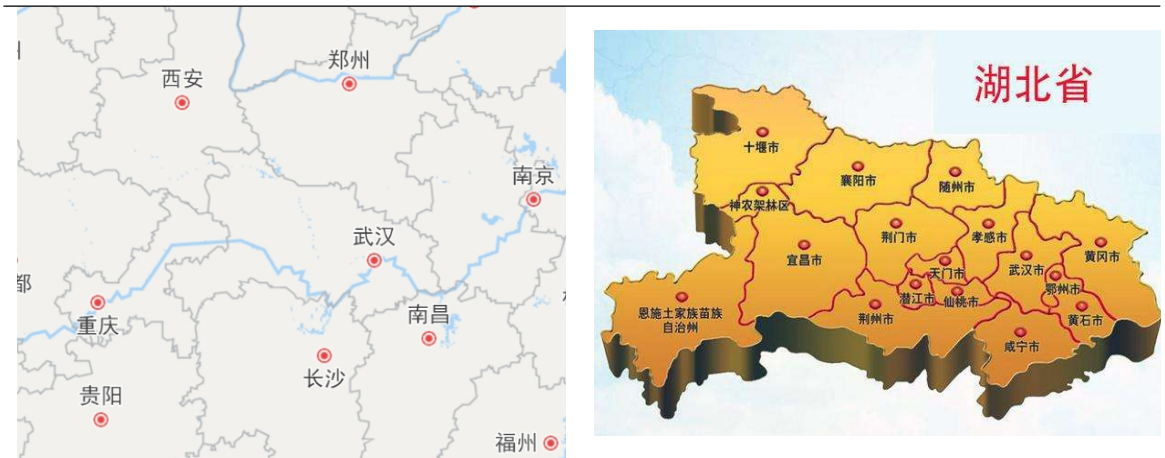 郑州
西安
南京
武汉
都
重庆
南昌
长沙
贵阳
福州
湖北省
十堰市
襄阳市
随州市
神农架林区
荆门市
孝感市
黄冈市
宜昌市
武汉市
天门市
鄂州市
潜江市
仙桃市
恩施土家族苗族
自治州
荆州市
黄石市
咸宁市